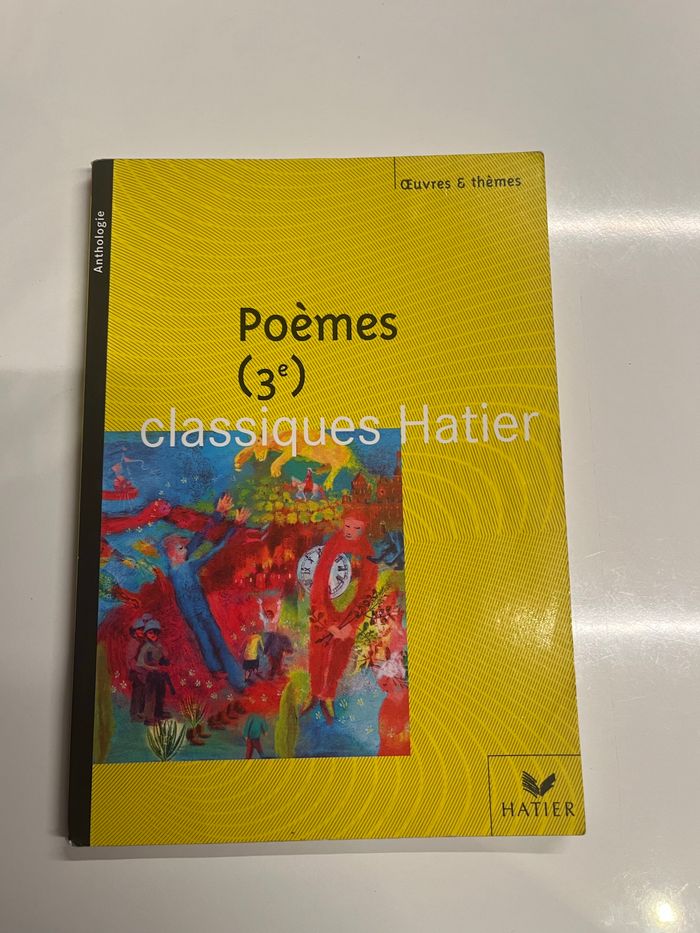 Anthologie
Œuvres & thèmes
Poèmes
(3e)
classiques Hatier
HATIER